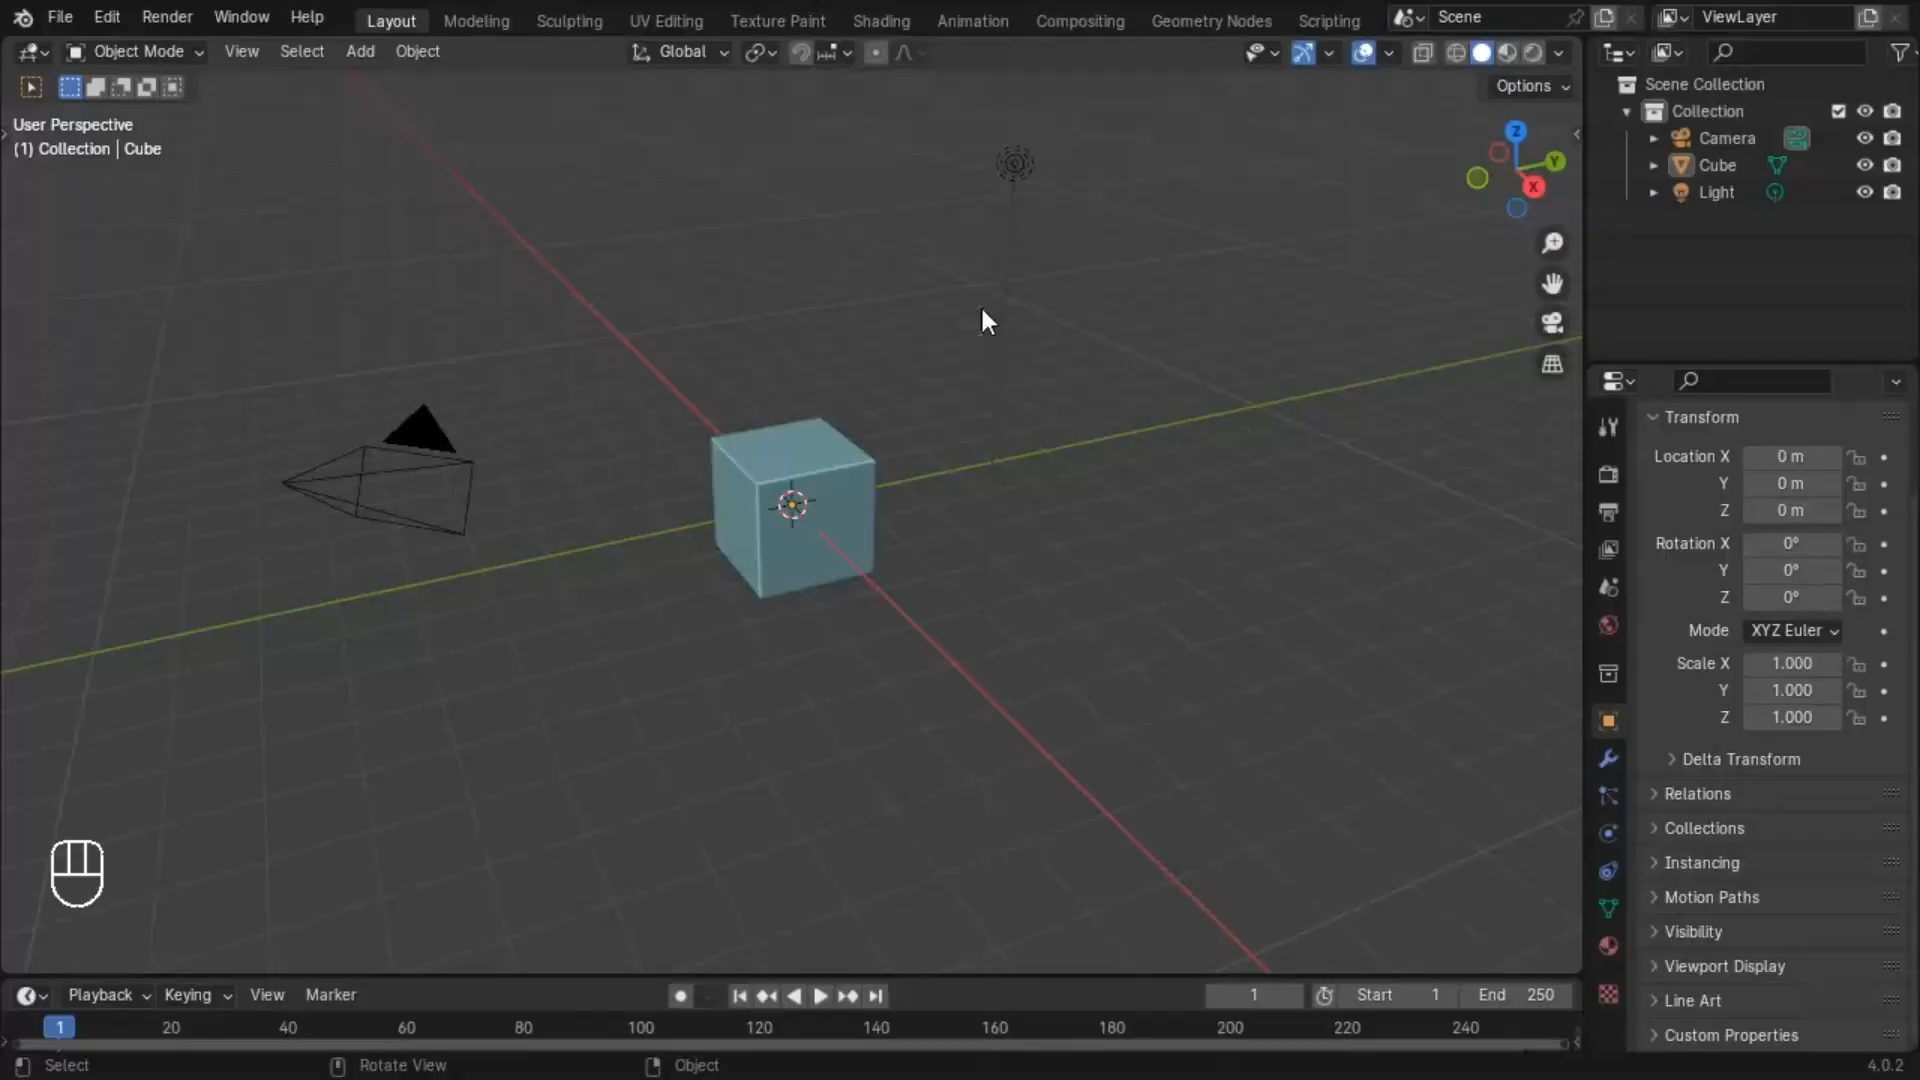 File Edit Render Window Help Layout Modeling Sculpting UV Editing Texture Paint Shading Animation Compositing Geometry Nodes Scripting Scene ViewLayer
Object Mode View Select Add Object Global
Options
User Perspective
(1) Collection | Cube
Z
Y
X
Scene Collection
Collection
Camera
Cube
Light
Transform
Location X 0 m
Y 0 m
Z 0 m
Rotation X 0°
Y 0°
Z 0°
Mode XYZ Euler
Scale X 1.000
Y 1.000
Z 1.000
Delta Transform
Relations
Collections
Instancing
Motion Paths
Visibility
Viewport Display
Line Art
Custom Properties
Playback Keying View Marker 1 Start 1 End 250
1 20 40 60 80 100 120 140 160 180 200 220 240
Select Rotate View Object 4.0.2